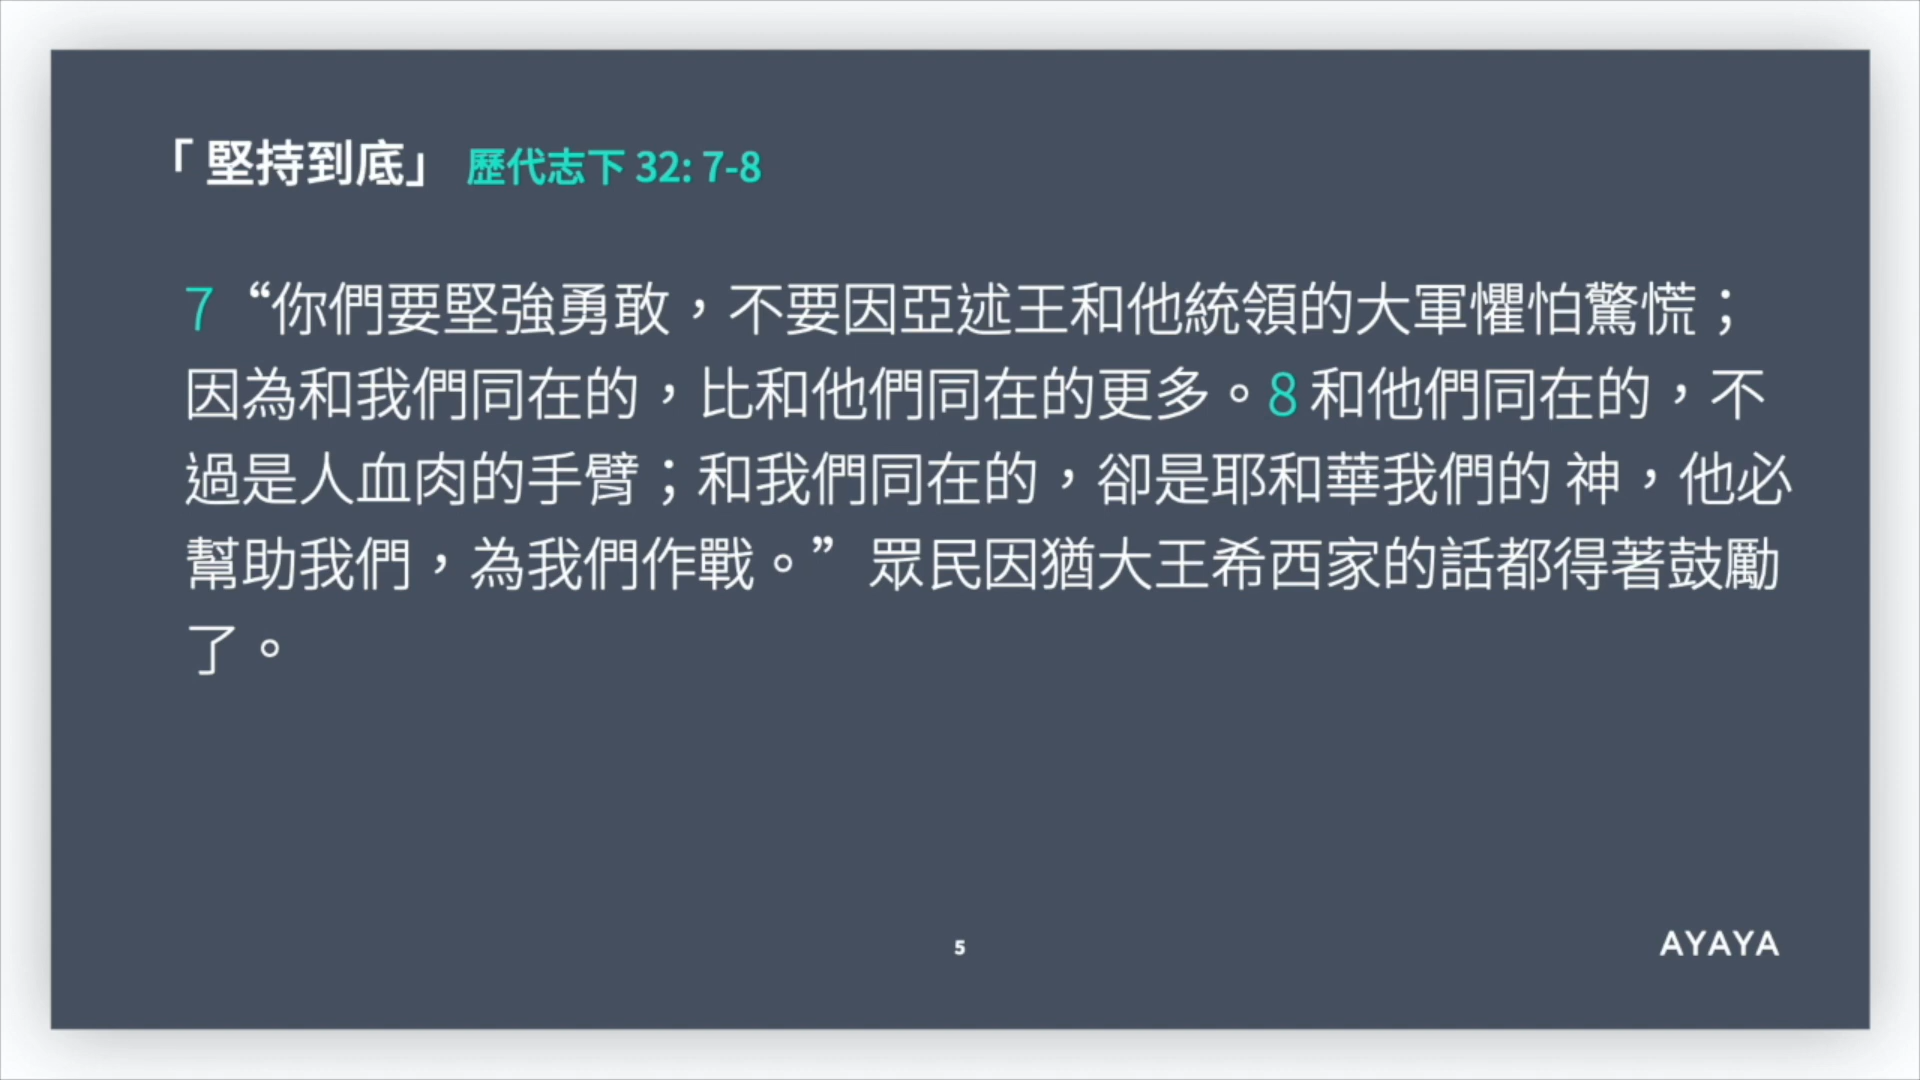 「 堅持到底」 歷代志下 32: 7-8
7 “你們要堅強勇敢，不要因亞述王和他統領的大軍懼怕驚慌；
因為和我們同在的，比和他們同在的更多。8 和他們同在的，不
過是人血肉的手臂；和我們同在的，卻是耶和華我們的 神，他必
幫助我們，為我們作戰。” 眾民因猶大王希西家的話都得著鼓勵
了。
5
AYAYA